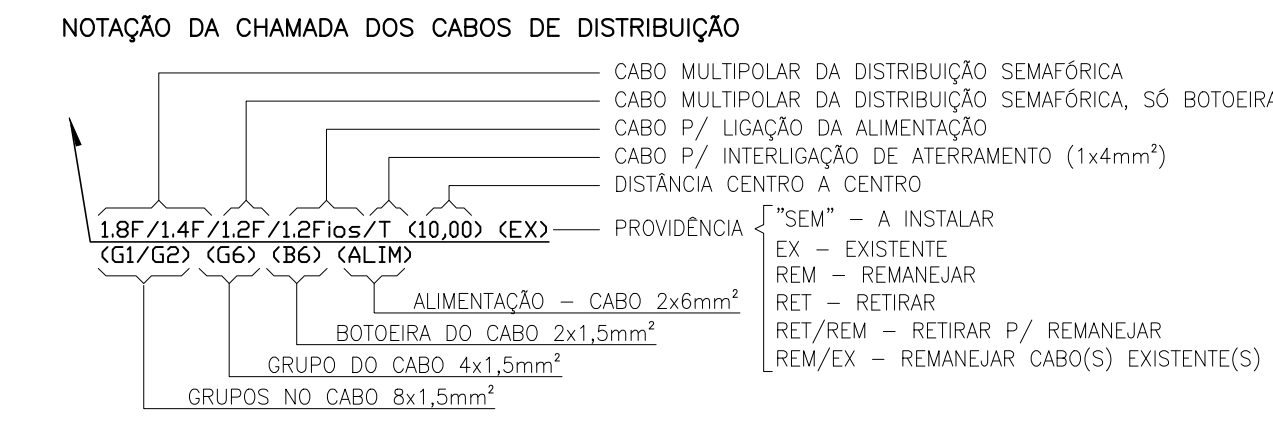 NOTAÇÃO DA CHAMADA DOS CABOS DE DISTRIBUIÇÃO
CABO MULTIPOLAR DA DISTRIBUIÇÃO SEMAFÓRICA
CABO MULTIPOLAR DA DISTRIBUIÇÃO SEMAFÓRICA, SÓ BOTOEIRA
CABO P/ LIGAÇÃO DA ALIMENTAÇÃO
CABO P/ INTERLIGAÇÃO DE ATERRAMENTO (1x4mm²)
DISTÂNCIA CENTRO A CENTRO
1.8F/1.4F/1.2F/1.2Fios/T (10,00) (EX)
(G1/G2) (G6) (B6) (ALIM)
PROVIDÊNCIA
"SEM" – A INSTALAR
EX – EXISTENTE
REM – REMANEJAR
RET – RETIRAR
RET/REM – RETIRAR P/ REMANEJAR
REM/EX – REMANEJAR CABO(S) EXISTENTE(S)
ALIMENTAÇÃO – CABO 2x6mm²
BOTOEIRA DO CABO 2x1,5mm²
GRUPO DO CABO 4x1,5mm²
GRUPOS NO CABO 8x1,5mm²